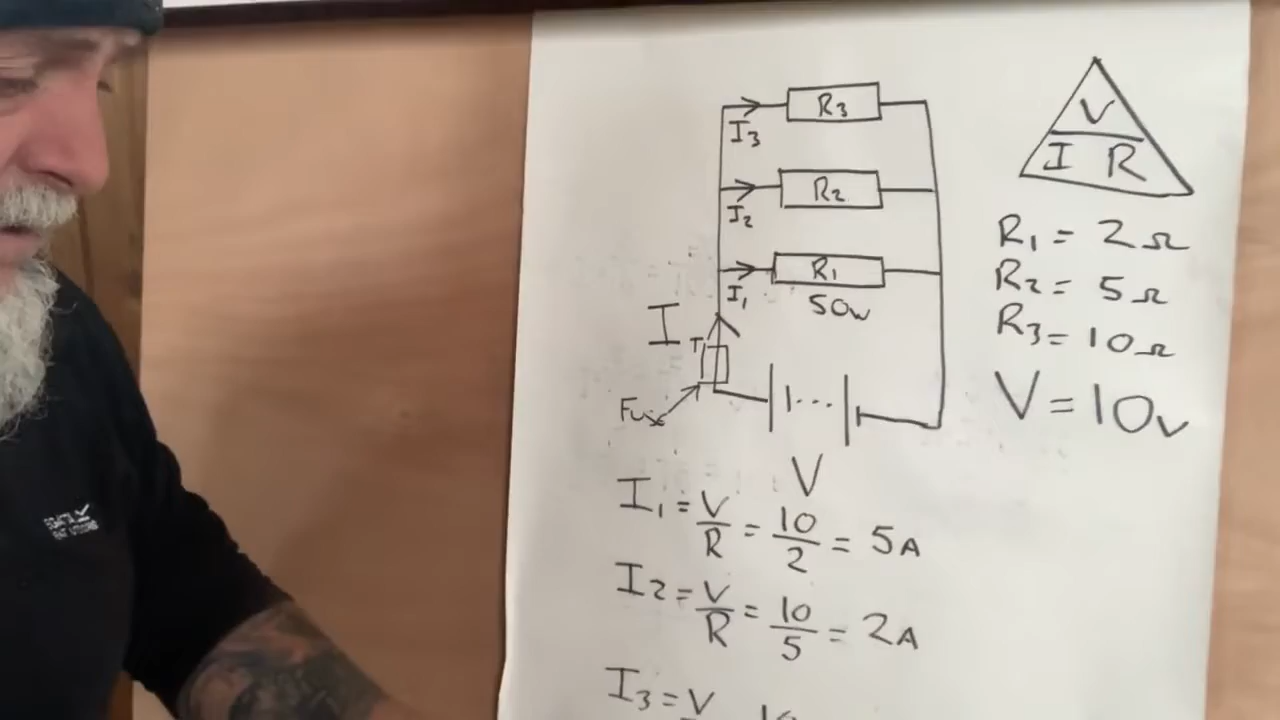 R3
I3
R2
I2
R1
I1
50w
I
Fuse
V
V
I R
R1 = 2Ω
R2 = 5Ω
R3 = 10Ω
V = 10v
I1 = V/R = 10/2 = 5A
I2 = V/R = 10/5 = 2A
I3 = V